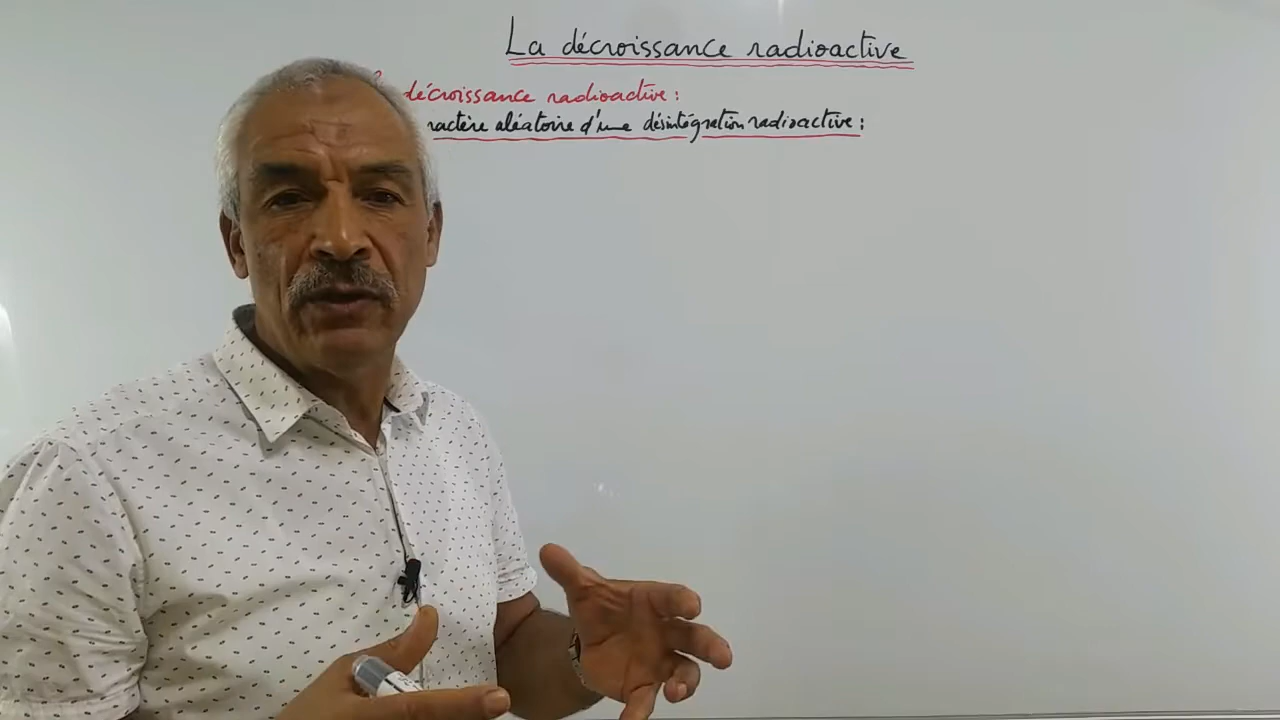 La décroissance radioactive
décroissance radioactive :
ractère aléatoire d'une désintégration radioactive :